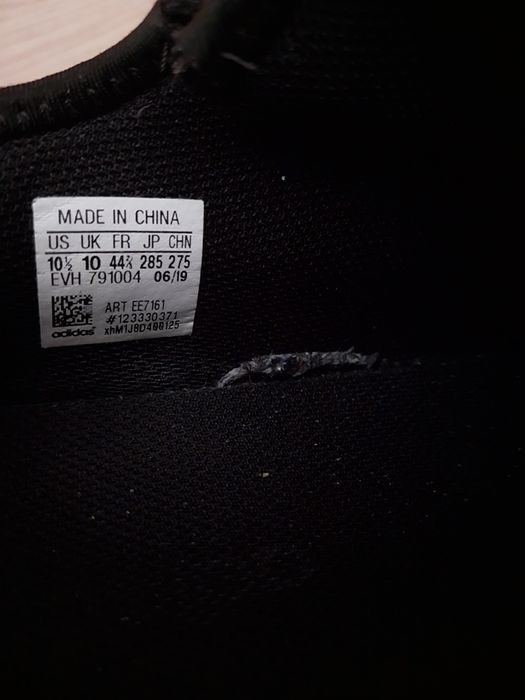 MADE IN CHINA
US UK FR JP CHN
10½ 10 44⅔ 285 275
EVH 791004 06/19
ART EE7161
#123330371
xhM1J8D400125
adidas